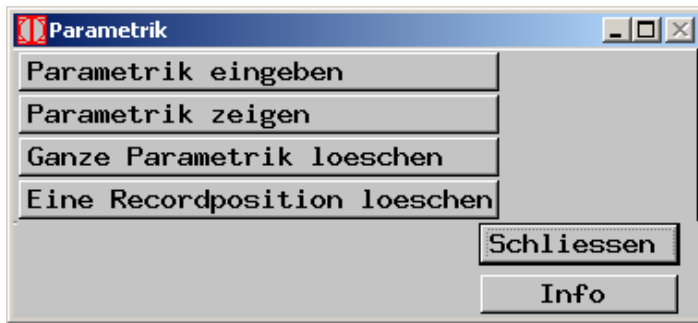 Parametrik
Parametrik eingeben
Parametrik zeigen
Ganze Parametrik loeschen
Eine Recordposition loeschen
Schliessen
Info